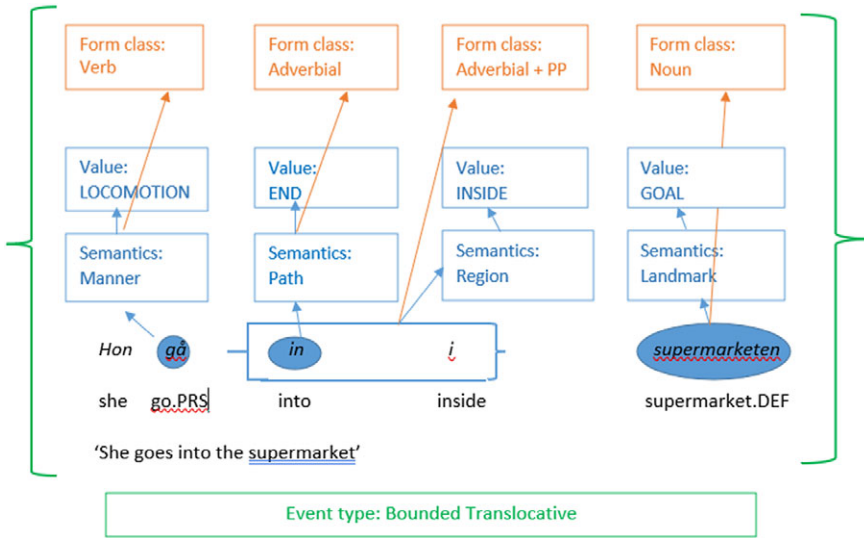 Form class:
Verb
Form class:
Adverbial
Form class:
Adverbial + PP
Form class:
Noun
Value:
LOCOMOTION
Value:
END
Value:
INSIDE
Value:
GOAL
Semantics:
Manner
Semantics:
Path
Semantics:
Region
Semantics:
Landmark
Hon gå in i supermarketen
she go.PRS into inside supermarket.DEF
‘She goes into the supermarket’
Event type: Bounded Translocative